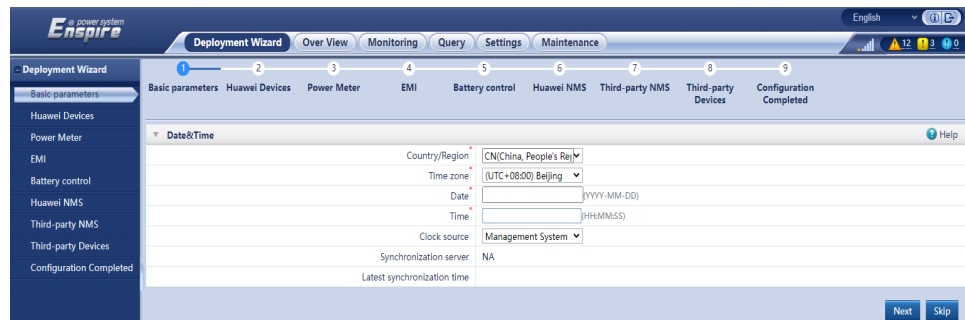 e power system
Enspire
English
Deployment Wizard Over View Monitoring Query Settings Maintenance
12 3 0
Deployment Wizard
Basic parameters
Huawei Devices
Power Meter
EMI
Battery control
Huawei NMS
Third-party NMS
Third-party Devices
Configuration Completed
1 2 3 4 5 6 7 8 9
Basic parameters Huawei Devices Power Meter EMI Battery control Huawei NMS Third-party NMS Third-party Devices Configuration Completed
Date&Time Help
Country/Region * CN(China, People's Rep
Time zone * (UTC+08:00) Beijing
Date * (YYYY-MM-DD)
Time * (HH:MM:SS)
Clock source Management System
Synchronization server NA
Latest synchronization time
Next Skip